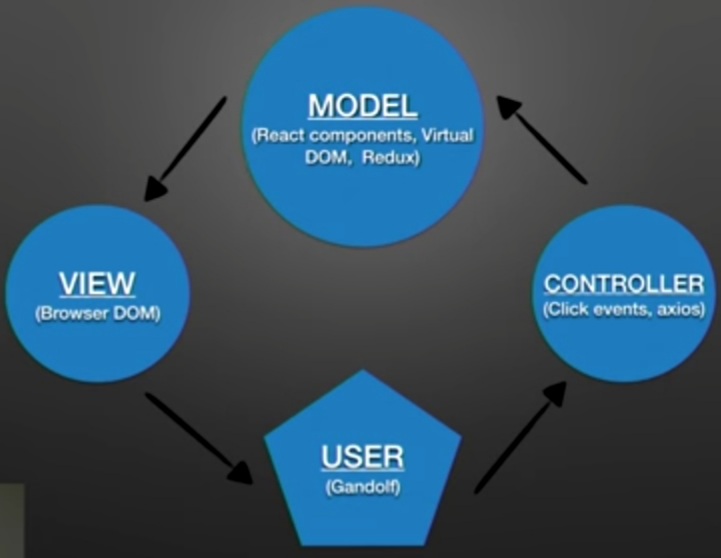 MODEL
(React components, Virtual
DOM, Redux)
VIEW
(Browser DOM)
CONTROLLER
(Click events, axios)
USER
(Gandolf)